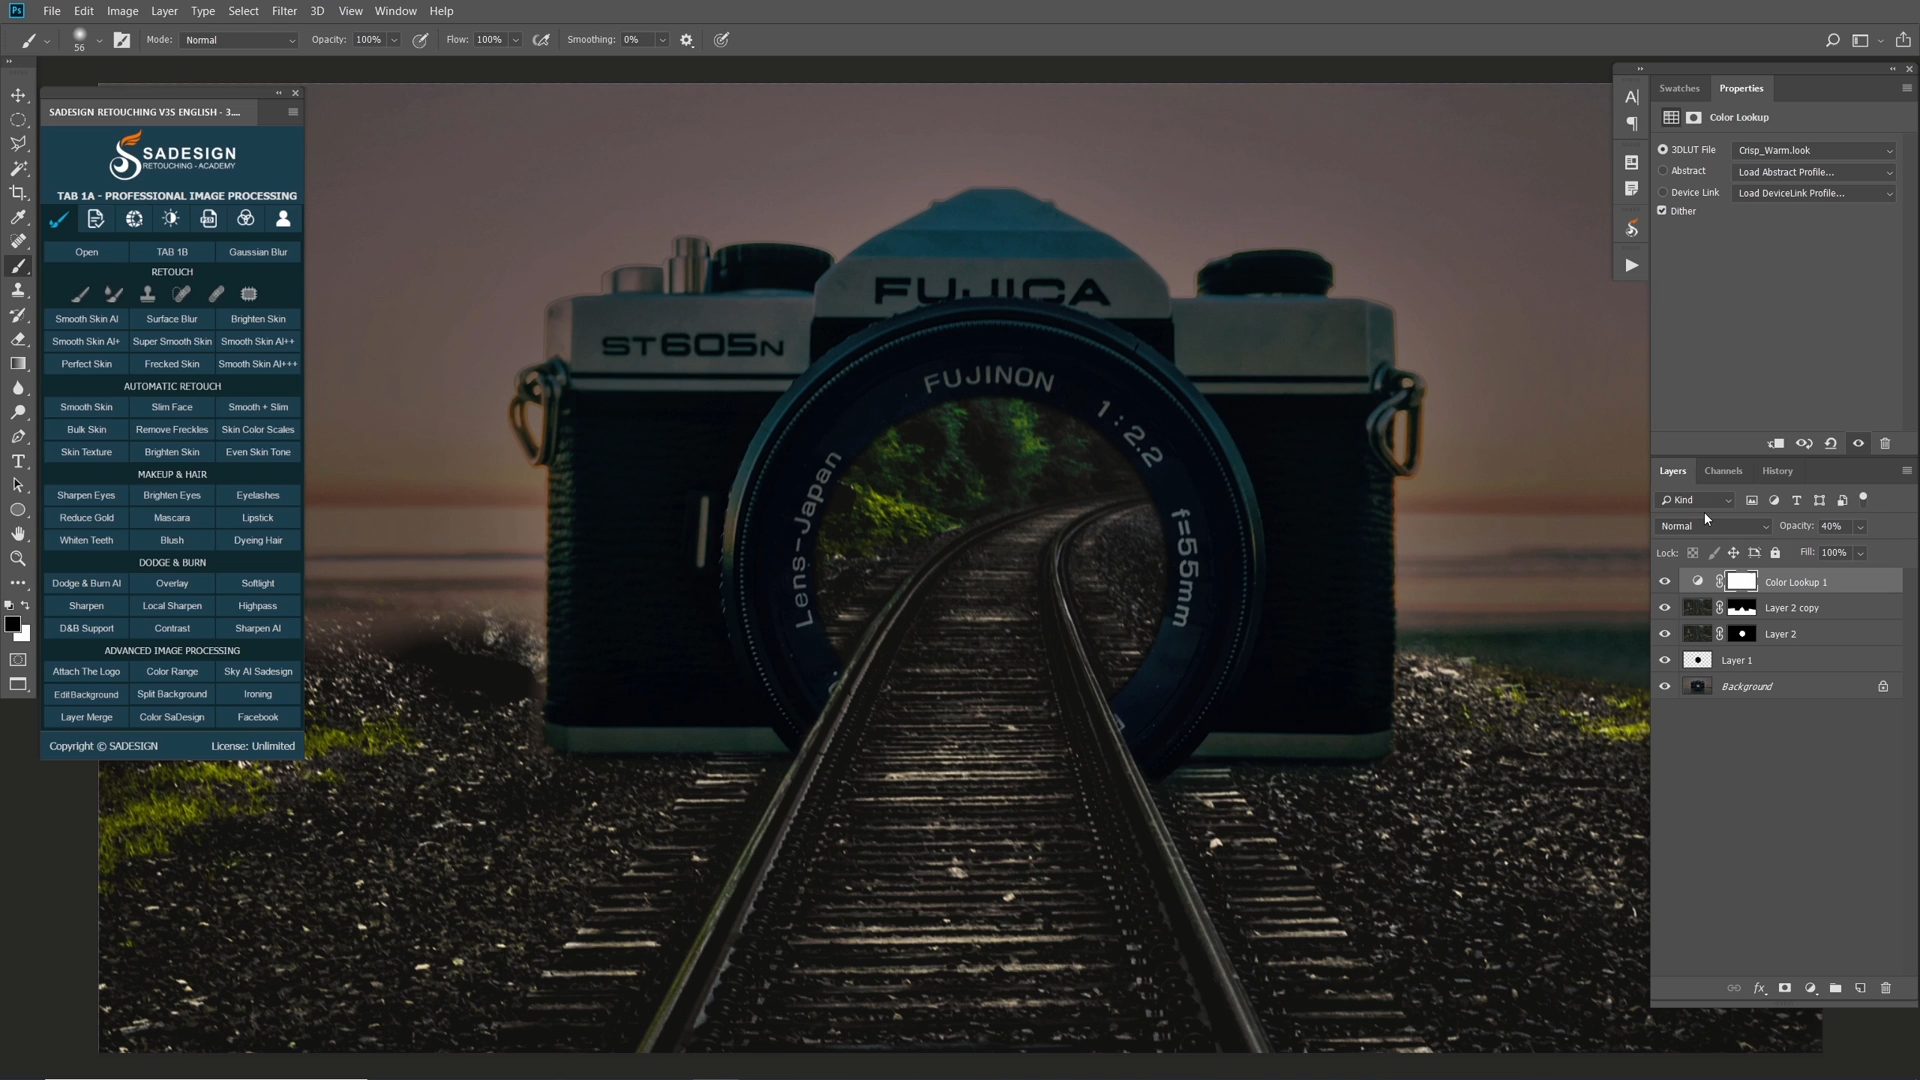 Ps File Edit Image Layer Type Select Filter 3D View Window Help
56 Mode: Normal Opacity: 100% Flow: 100% Smoothing: 0%
SADESIGN RETOUCHING V3S ENGLISH - 3....
SADESIGN
RETOUCHING - ACADEMY
TAB 1A - PROFESSIONAL IMAGE PROCESSING
Open TAB 1B Gaussian Blur
RETOUCH
Smooth Skin AI Surface Blur Brighten Skin
Smooth Skin AI+ Super Smooth Skin Smooth Skin AI++
Perfect Skin Frecked Skin Smooth Skin AI+++
AUTOMATIC RETOUCH
Smooth Skin Slim Face Smooth + Slim
Bulk Skin Remove Freckles Skin Color Scales
Skin Texture Brighten Skin Even Skin Tone
MAKEUP & HAIR
Sharpen Eyes Brighten Eyes Eyelashes
Reduce Gold Mascara Lipstick
Whiten Teeth Blush Dyeing Hair
DODGE & BURN
Dodge & Burn AI Overlay Softlight
Sharpen Local Sharpen Highpass
D&B Support Contrast Sharpen AI
ADVANCED IMAGE PROCESSING
Attach The Logo Color Range Sky AI Sadesign
EditBackground Split Background Ironing
Layer Merge Color SaDesign Facebook
Copyright © SADESIGN License: Unlimited
FUJICA
ST605N
FUJINON
1:2.2
f=55mm
Lens-Japan
Swatches Properties
Color Lookup
3DLUT File Crisp_Warm.look
Abstract Load Abstract Profile...
Device Link Load DeviceLink Profile...
Dither
Layers Channels History
Kind
Normal Opacity: 40%
Lock: Fill: 100%
Color Lookup 1
Layer 2 copy
Layer 2
Layer 1
Background
fx